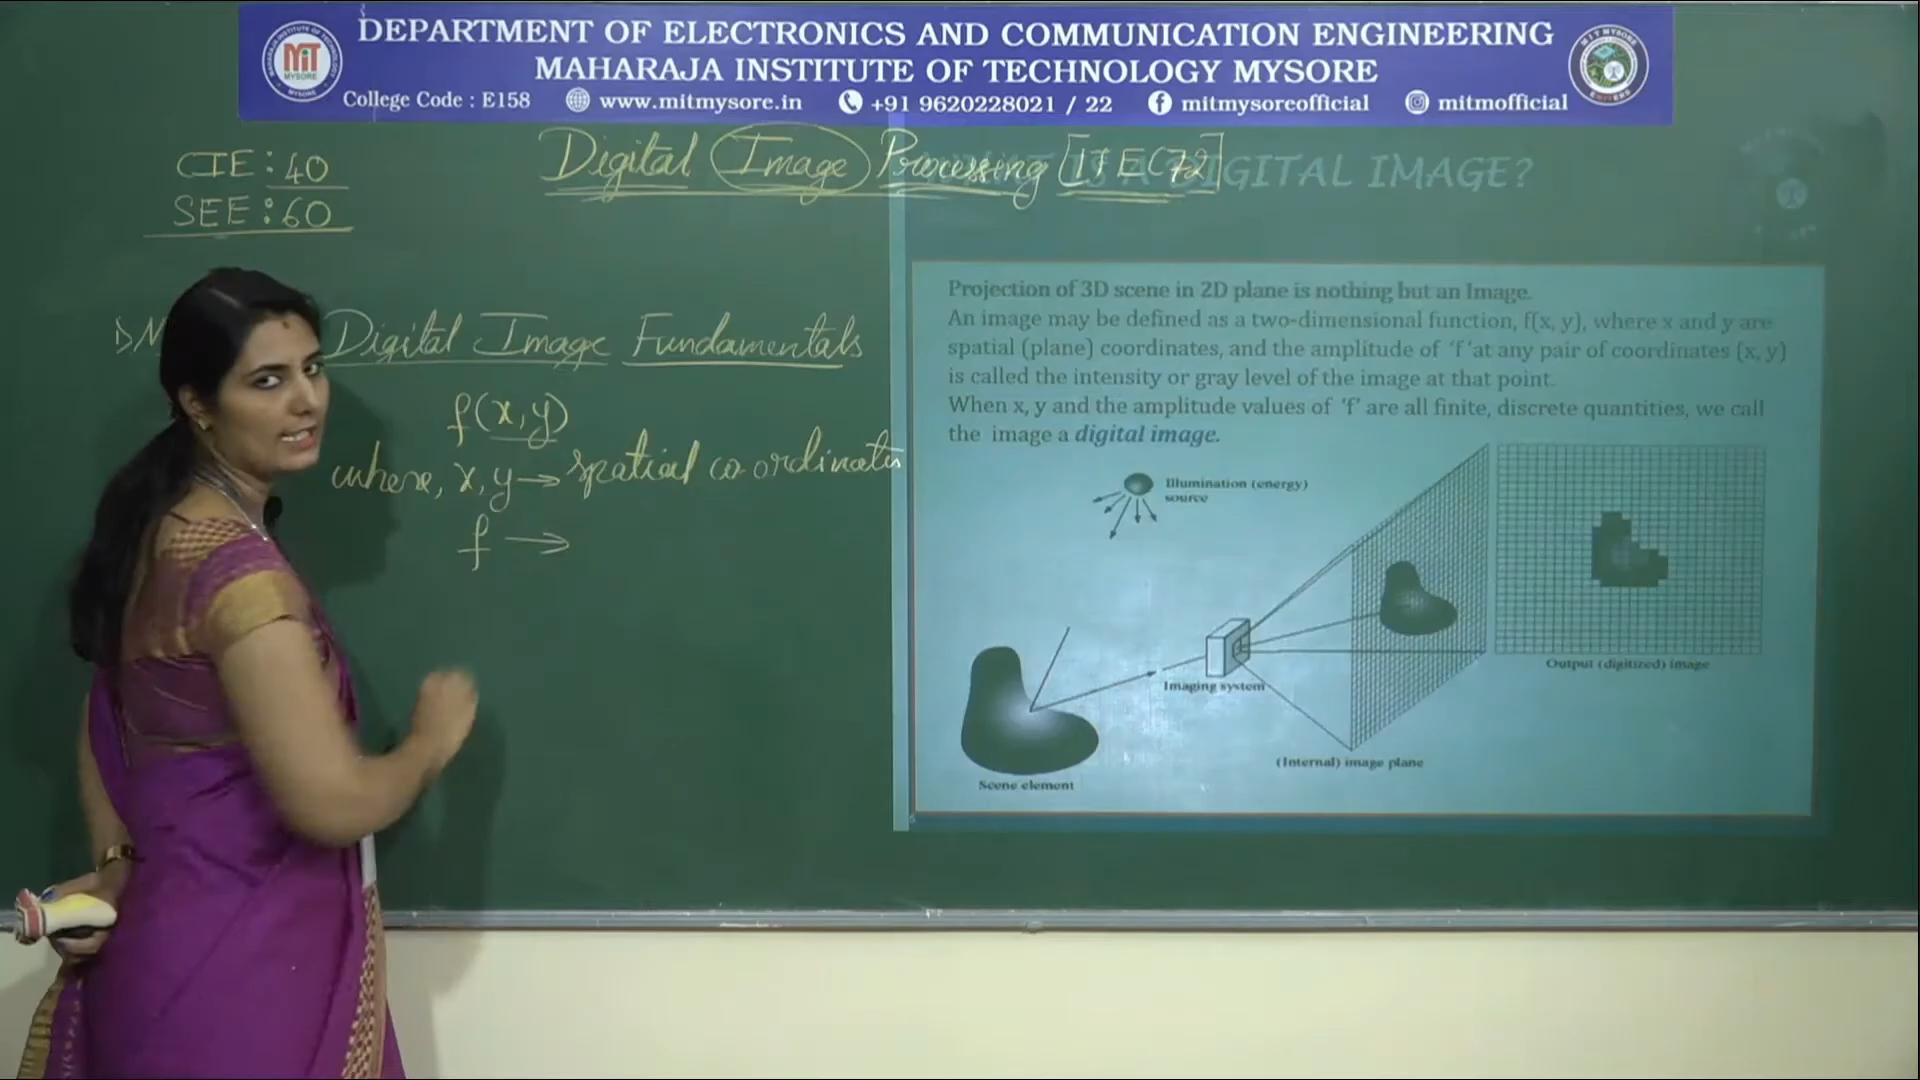 DEPARTMENT OF ELECTRONICS AND COMMUNICATION ENGINEERING
MAHARAJA INSTITUTE OF TECHNOLOGY MYSORE
College Code : E158 www.mitmysore.in +91 9620228021 / 22 mitmysoreofficial mitmofficial
MIT
MYSORE
CIE : 40
SEE : 60
Digital Image Processing [17EC72]
IS A DIGITAL IMAGE?
Digital Image Fundamentals
f(x,y)
where, x,y → spatial co ordinates
f →
Projection of 3D scene in 2D plane is nothing but an Image.
An image may be defined as a two-dimensional function, f(x, y), where x and y are
spatial (plane) coordinates, and the amplitude of ‘f’at any pair of coordinates (x, y)
is called the intensity or gray level of the image at that point.
When x, y and the amplitude values of ‘f’ are all finite, discrete quantities, we call
the image a digital image.
Illumination (energy)
source
Imaging system
Output (digitized) image
(Internal) image plane
Scene element